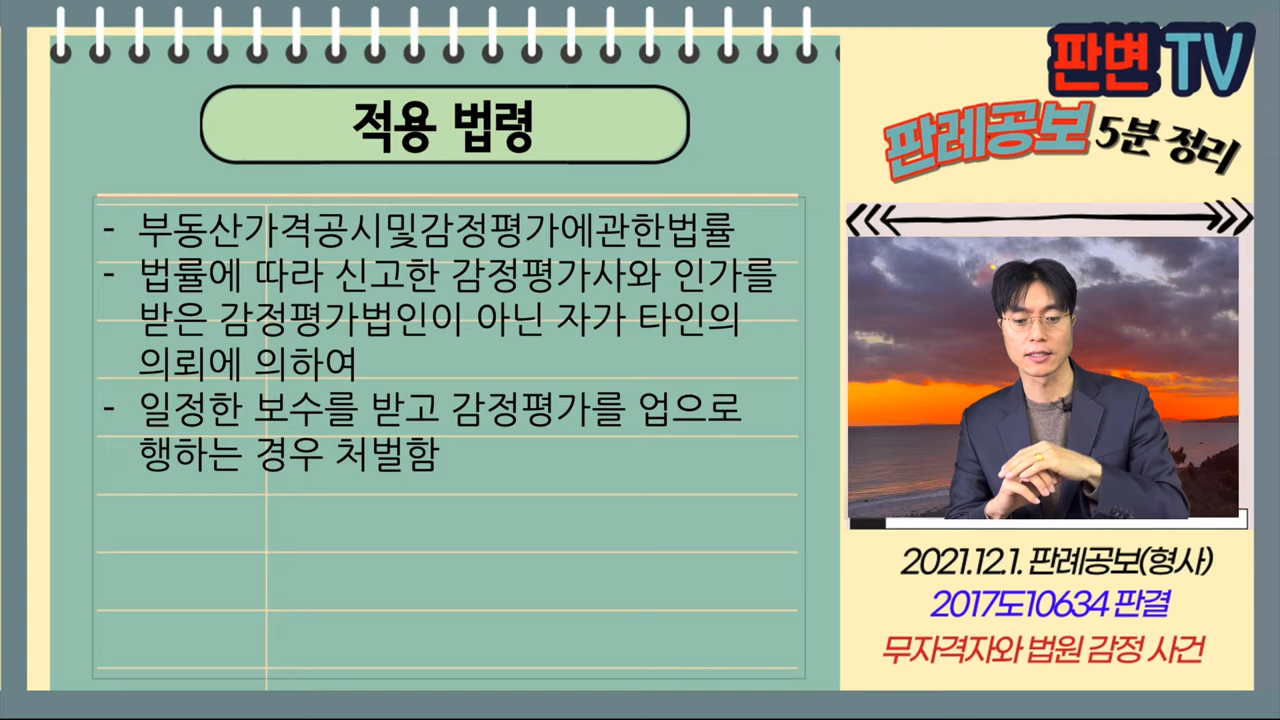 적용 법령
- 부동산가격공시및감정평가에관한법률
- 법률에 따라 신고한 감정평가사와 인가를
받은 감정평가법인이 아닌 자가 타인의
의뢰에 의하여
- 일정한 보수를 받고 감정평가를 업으로
행하는 경우 처벌함
판변 TV
판례공보 5분 정리
2021.12.1. 판례공보(형사)
2017도10634 판결
무자격자와 법원 감정 사건